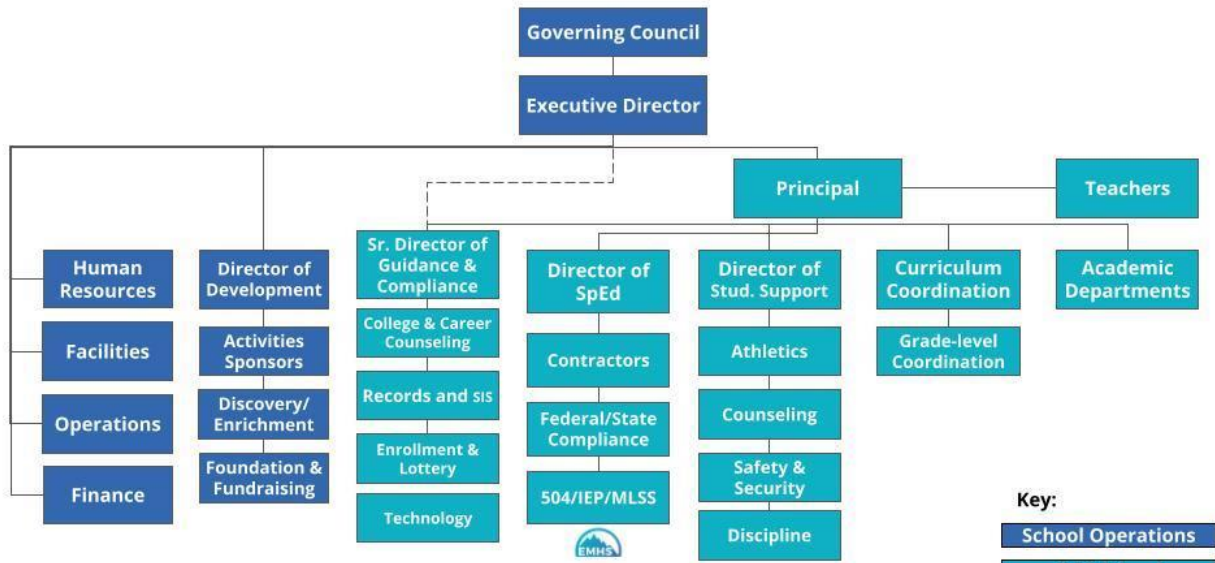 Governing Council
Executive Director
Principal
Teachers
Human
Resources
Facilities
Operations
Finance
Director of
Development
Activities
Sponsors
Discovery/
Enrichment
Foundation &
Fundraising
Sr. Director of
Guidance &
Compliance
College & Career
Counseling
Records and SIS
Enrollment &
Lottery
Technology
Director of
SpEd
Contractors
Federal/State
Compliance
504/IEP/MLSS
EMHS
Director of
Stud. Support
Athletics
Counseling
Safety &
Security
Discipline
Curriculum
Coordination
Grade-level
Coordination
Academic
Departments
Key:
School Operations